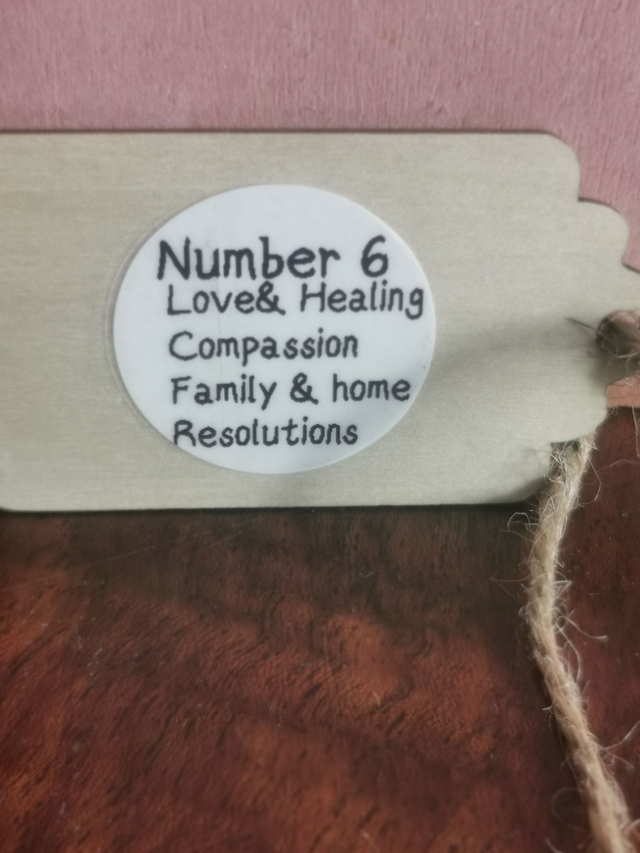 Number 6
Love& Healing
Compassion
Family & home
Resolutions